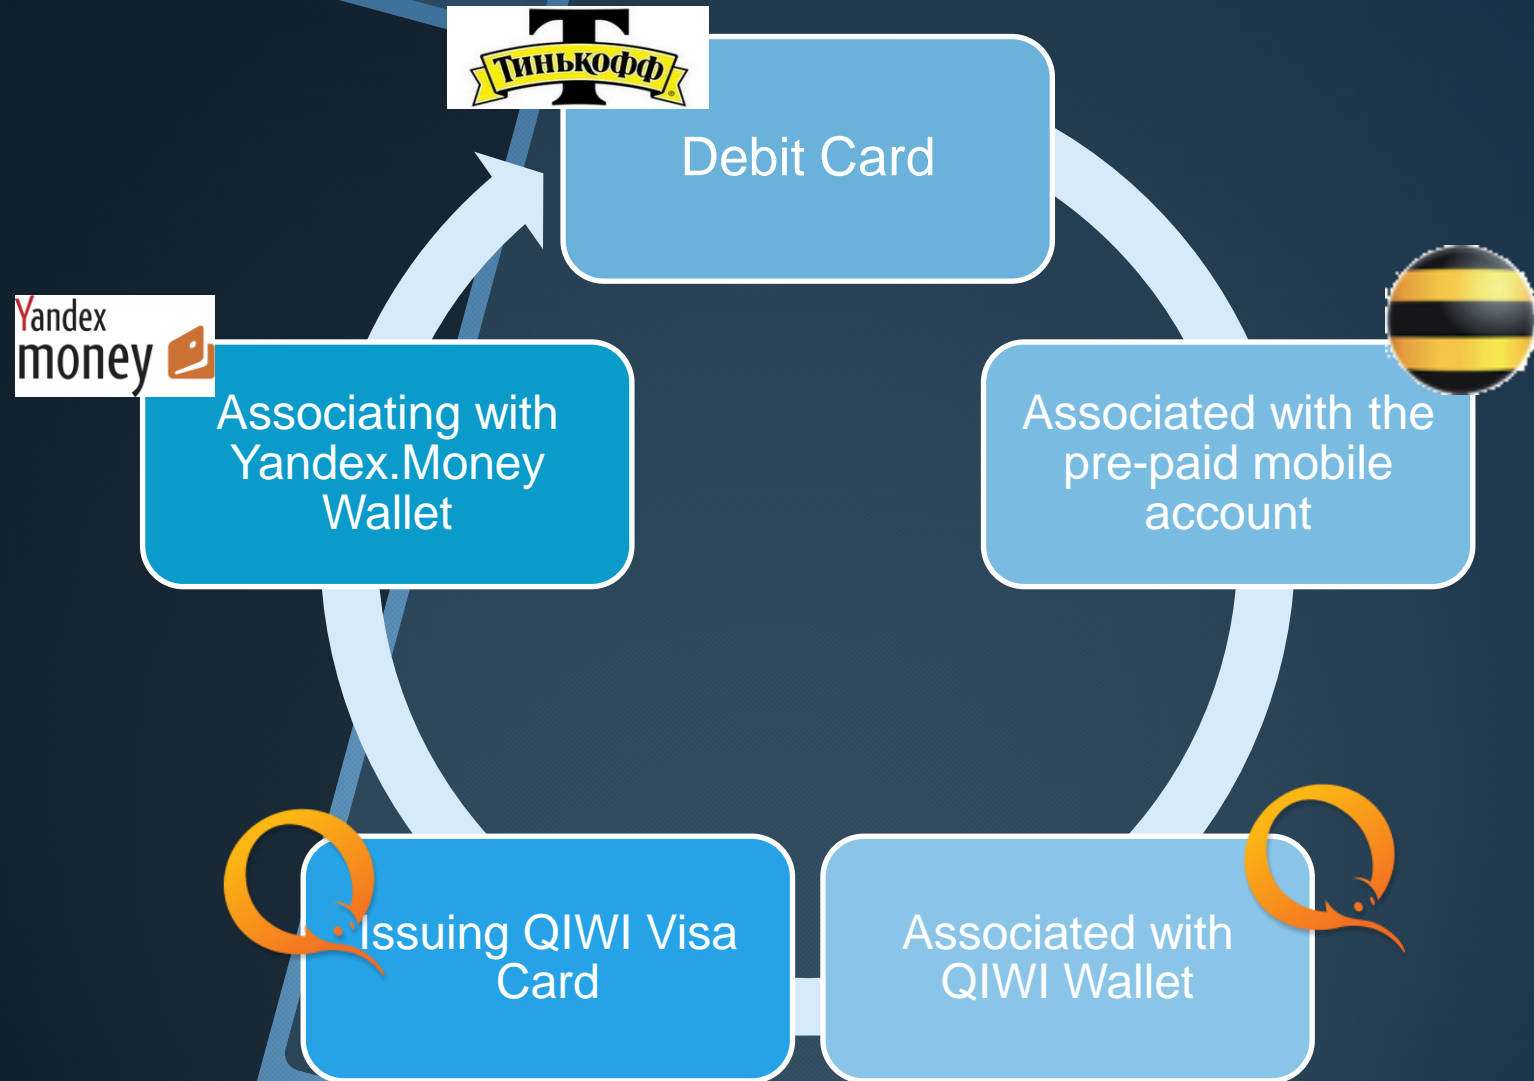 Тинькофф
Debit Card
Associated with the
pre-paid mobile
account
Associated with
QIWI Wallet
Issuing QIWI Visa
Card
Yandex
money
Associating with
Yandex.Money
Wallet